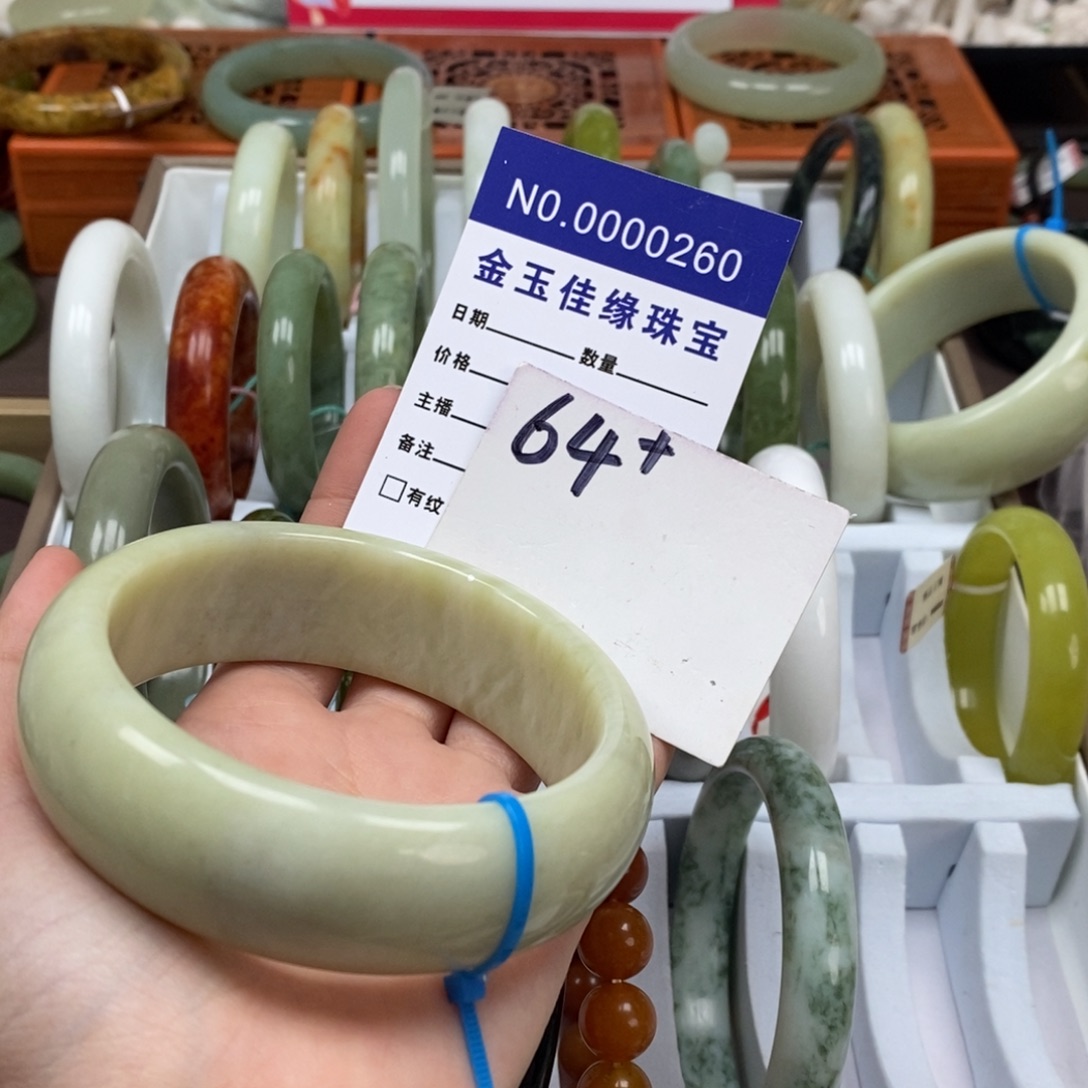 NO.0000260
金玉佳缘珠宝
日期 数量
价格
主播
备注
□有纹
64+